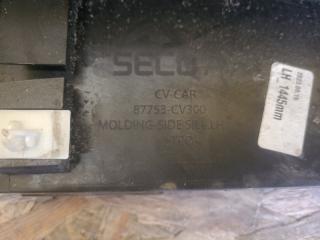 SECO
CV-CAR
87753-CV300
MOLDING-SIDE SILL LH
LH 1445mm